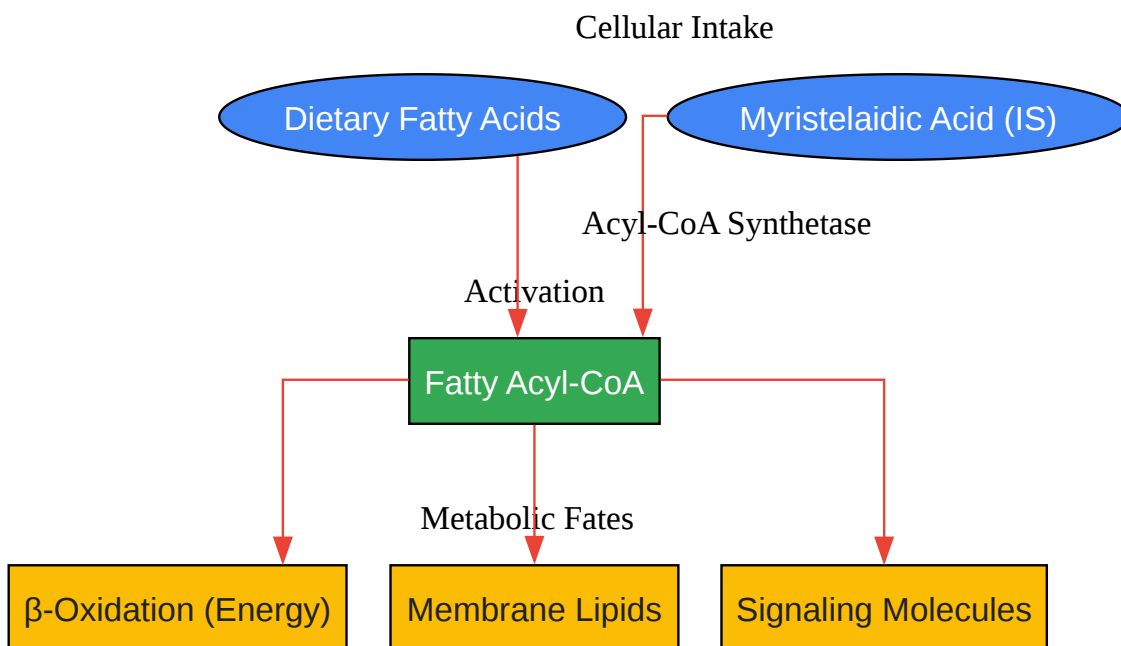 Cellular Intake
Dietary Fatty Acids
Myristelaidic Acid (IS)
Acyl-CoA Synthetase
Activation
Fatty Acyl-CoA
Metabolic Fates
β-Oxidation (Energy)
Membrane Lipids
Signaling Molecules